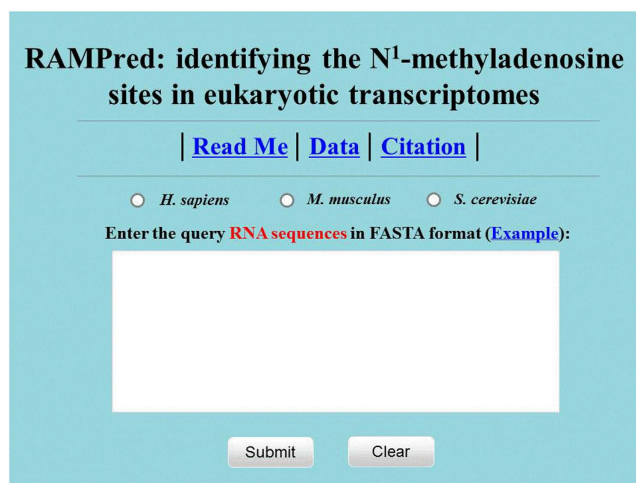 RAMPred: identifying the N¹-methyladenosine
sites in eukaryotic transcriptomes
| Read Me | Data | Citation |
H. sapiens M. musculus S. cerevisiae
Enter the query RNA sequences in FASTA format (Example):
Submit Clear